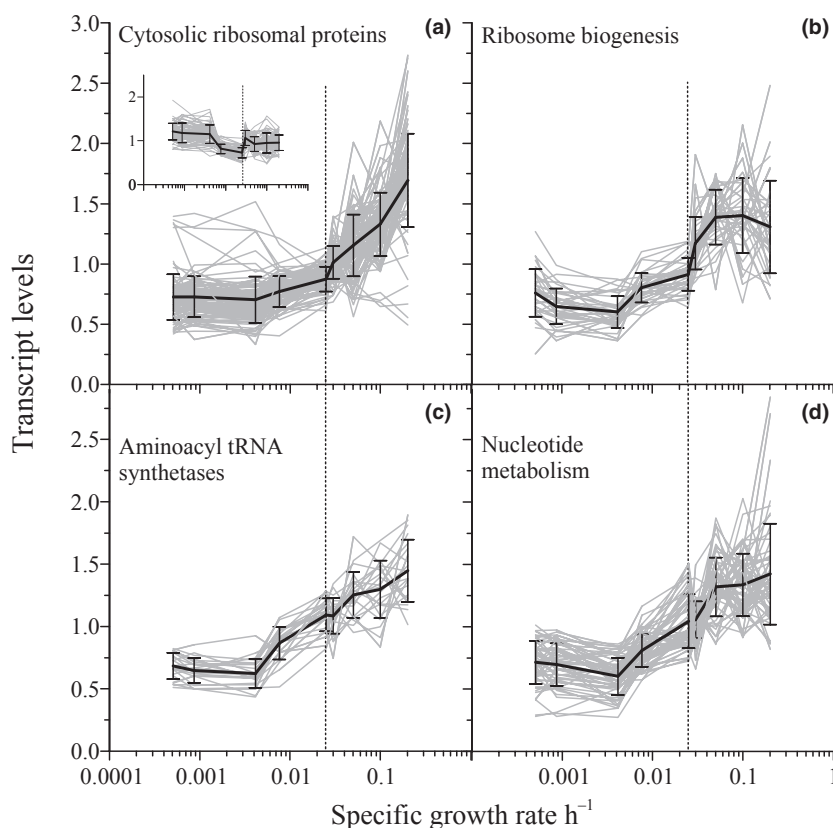 Transcript levels
3.0
2.5
2.0
1.5
1.0
0.5
0.0
Cytosolic ribosomal proteins
(a)
2
1
0
Ribosome biogenesis
(b)
2.5
2.0
1.5
1.0
0.5
0.0
Aminoacyl tRNA
synthetases
(c)
Nucleotide
metabolism
(d)
0.0001 0.001 0.01 0.1
0.001 0.01 0.1 1
Specific growth rate h⁻¹